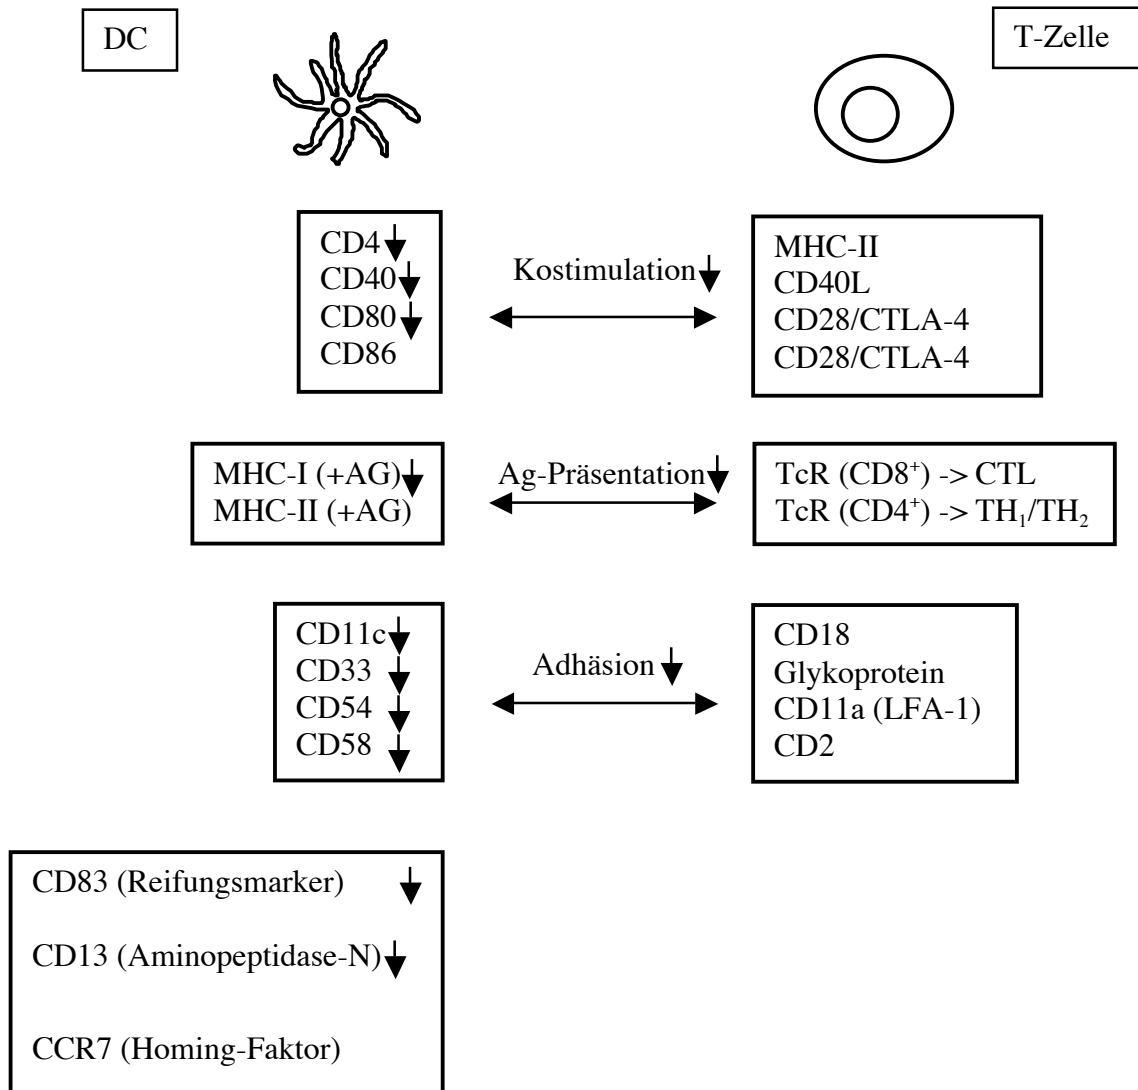 DC
T-Zelle
CD4
CD40
CD80
CD86
Kostimulation
MHC-II
CD40L
CD28/CTLA-4
CD28/CTLA-4
MHC-I (+AG)
MHC-II (+AG)
Ag-Präsentation
TcR (CD8⁺) -> CTL
TcR (CD4⁺) -> TH₁/TH₂
CD11c
CD33
CD54
CD58
Adhäsion
CD18
Glykoprotein
CD11a (LFA-1)
CD2
CD83 (Reifungsmarker)
CD13 (Aminopeptidase-N)
CCR7 (Homing-Faktor)